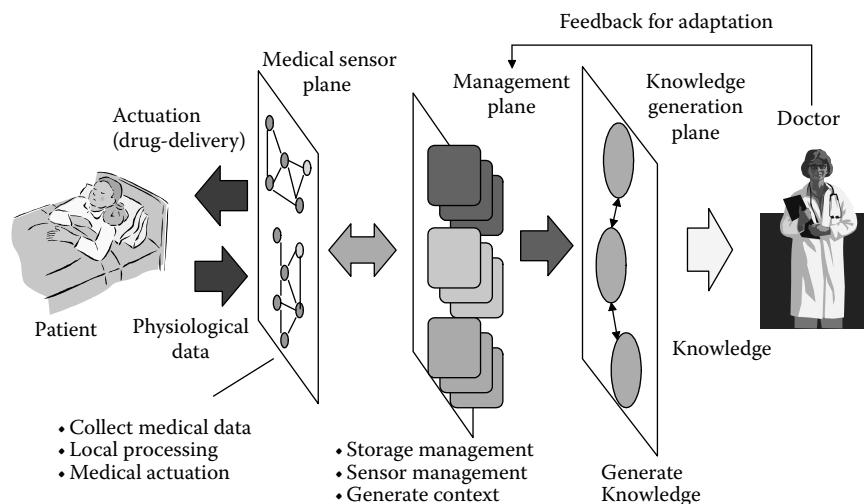 Feedback for adaptation
Medical sensor
plane
Management
plane
Knowledge
generation
plane
Doctor
Actuation
(drug-delivery)
Patient
Physiological
data
Knowledge
• Collect medical data
• Local processing
• Medical actuation
• Storage management
• Sensor management
• Generate context
Generate
Knowledge